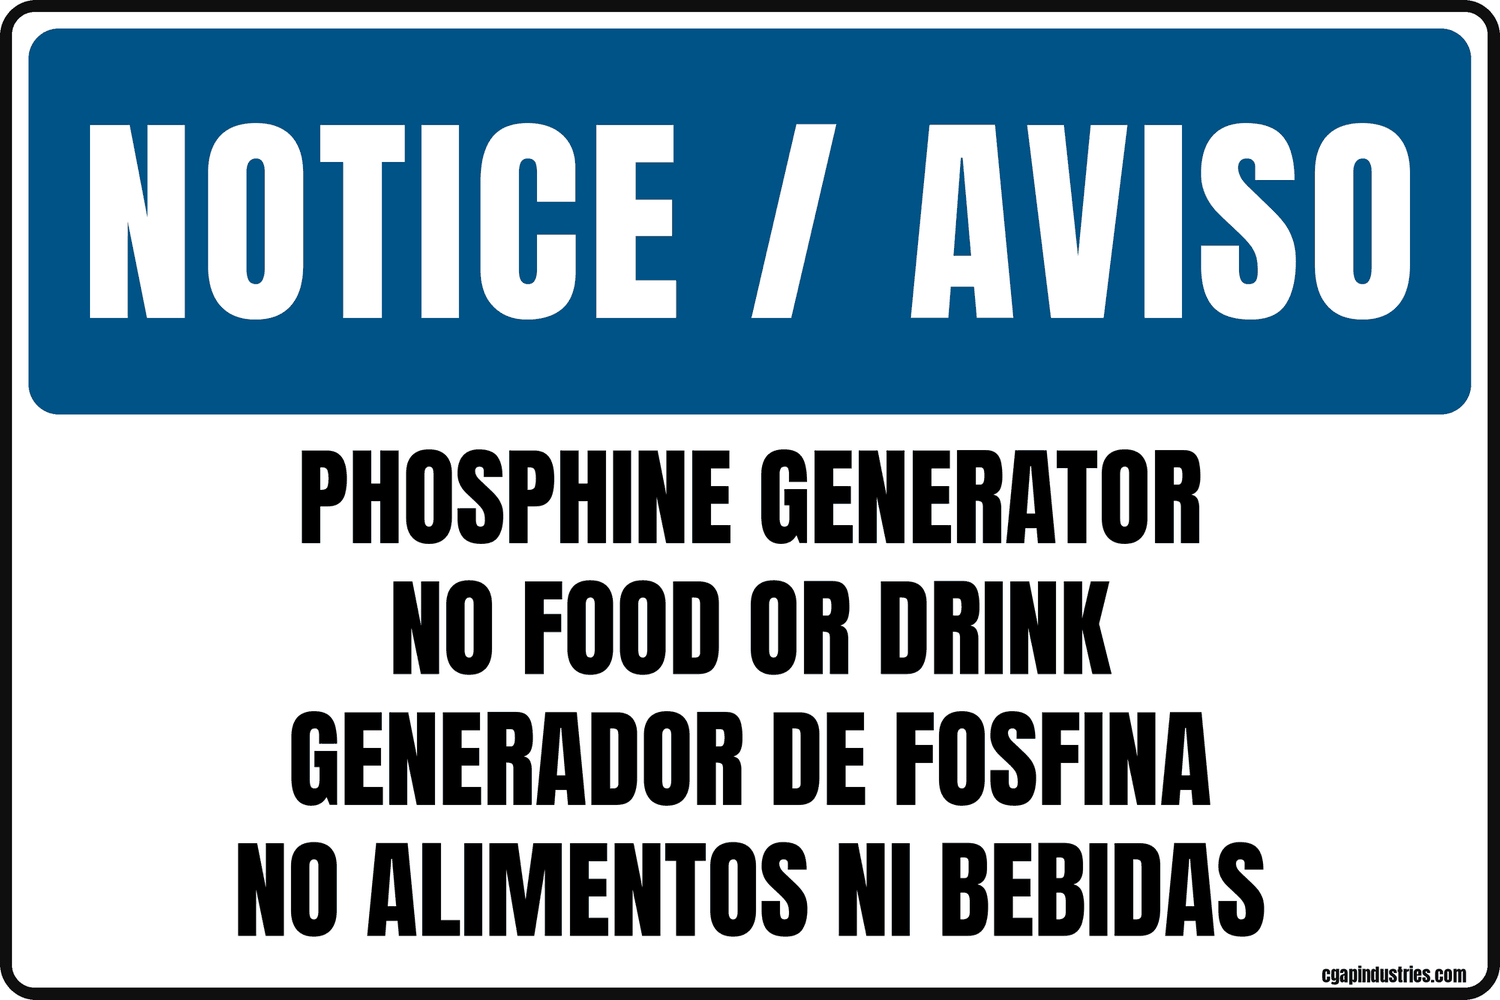 NOTICE / AVISO
PHOSPHINE GENERATOR
NO FOOD OR DRINK
GENERADOR DE FOSFINA
NO ALIMENTOS NI BEBIDAS
cgapindustries.com